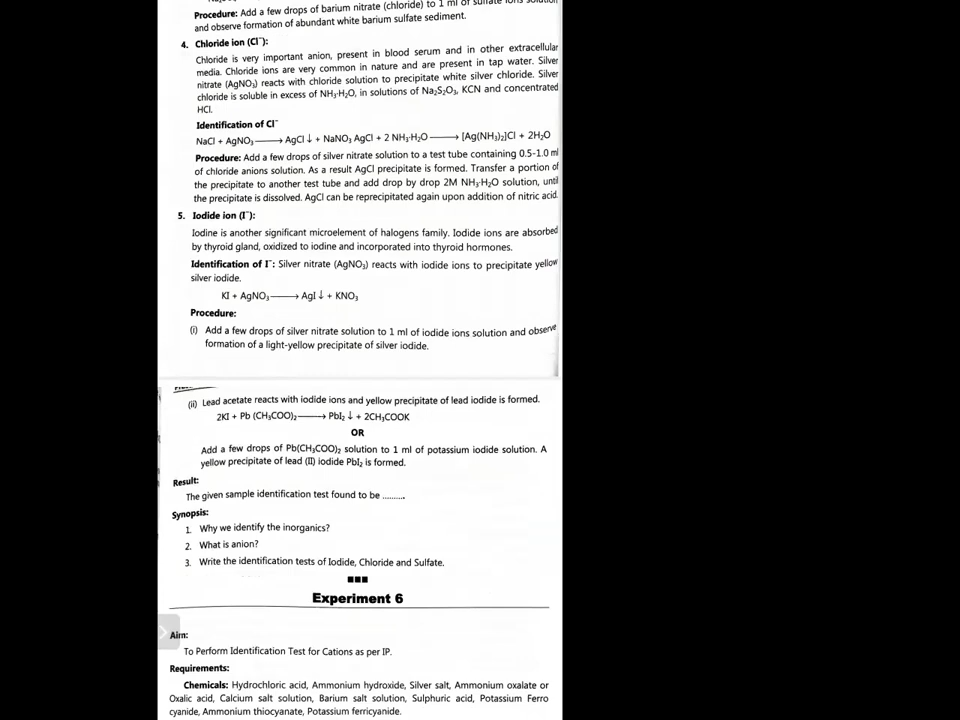 Procedure: Add a few drops of barium nitrate (chloride) to 1 ml of sulfate ions solution
and observe formation of abundant white barium sulfate sediment.
4. Chloride ion (Cl⁻):
Chloride is very important anion, present in blood serum and in other extracellular
media. Chloride ions are very common in nature and are present in tap water. Silver
nitrate (AgNO₃) reacts with chloride solution to precipitate white silver chloride. Silver
chloride is soluble in excess of NH₃·H₂O, in solutions of Na₂S₂O₃, KCN and concentrated
HCl.
Identification of Cl⁻
NaCl + AgNO₃ ⟶ AgCl ↓ + NaNO₃ AgCl + 2 NH₃·H₂O ⟶ [Ag(NH₃)₂]Cl + 2H₂O
Procedure: Add a few drops of silver nitrate solution to a test tube containing 0.5-1.0 ml
of chloride anions solution. As a result AgCl precipitate is formed. Transfer a portion of
the precipitate to another test tube and add drop by drop 2M NH₃·H₂O solution, until
the precipitate is dissolved. AgCl can be reprecipitated again upon addition of nitric acid.
5. Iodide ion (I⁻):
Iodine is another significant microelement of halogens family. Iodide ions are absorbed
by thyroid gland, oxidized to iodine and incorporated into thyroid hormones.
Identification of I⁻: Silver nitrate (AgNO₃) reacts with iodide ions to precipitate yellow
silver iodide.
KI + AgNO₃ ⟶ AgI ↓ + KNO₃
Procedure:
(i) Add a few drops of silver nitrate solution to 1 ml of iodide ions solution and observe
formation of a light-yellow precipitate of silver iodide.
(ii) Lead acetate reacts with iodide ions and yellow precipitate of lead iodide is formed.
2KI + Pb (CH₃COO)₂ ⟶ PbI₂ ↓ + 2CH₃COOK
OR
Add a few drops of Pb(CH₃COO)₂ solution to 1 ml of potassium iodide solution. A
yellow precipitate of lead (II) iodide PbI₂ is formed.
Result:
The given sample identification test found to be ..........
Synopsis:
1. Why we identify the inorganics?
2. What is anion?
3. Write the identification tests of Iodide, Chloride and Sulfate.
■■■
Experiment 6
Aim:
To Perform Identification Test for Cations as per IP.
Requirements:
Chemicals: Hydrochloric acid, Ammonium hydroxide, Silver salt, Ammonium oxalate or
Oxalic acid, Calcium salt solution, Barium salt solution, Sulphuric acid, Potassium Ferro
cyanide, Ammonium thiocyanate, Potassium ferricyanide.